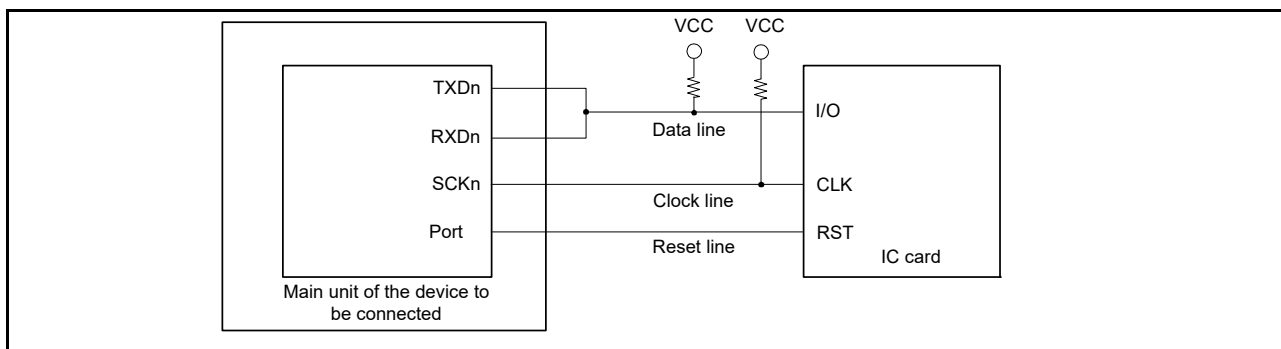 VCC
VCC
TXDn
RXDn
SCKn
Port
Data line
Clock line
Reset line
I/O
CLK
RST
IC card
Main unit of the device to
be connected